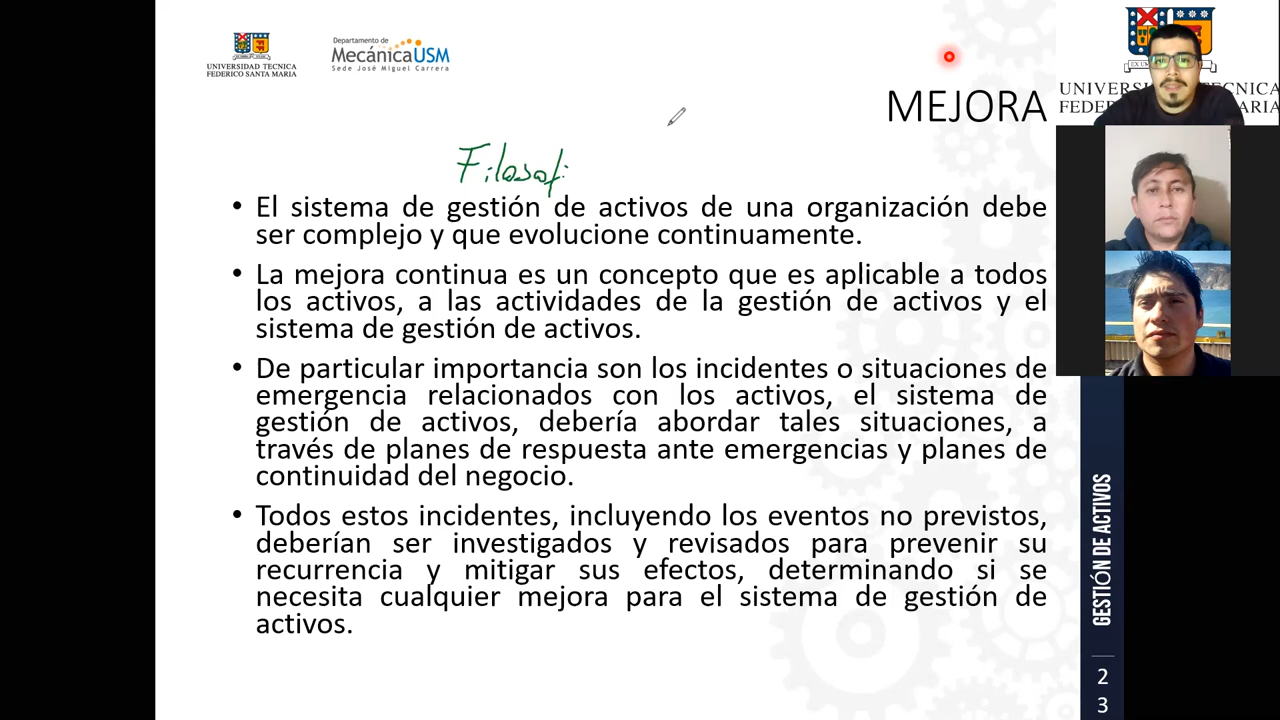 UNIVERSIDAD TECNICA
FEDERICO SANTA MARIA
Departamento de
MecánicaUSM
Sede José Miguel Carrera
MEJORA
Filosofi
• El sistema de gestión de activos de una organización debe
ser complejo y que evolucione continuamente.
• La mejora continua es un concepto que es aplicable a todos
los activos, a las actividades de la gestión de activos y el
sistema de gestión de activos.
• De particular importancia son los incidentes o situaciones de
emergencia relacionados con los activos, el sistema de
gestión de activos, debería abordar tales situaciones, a
través de planes de respuesta ante emergencias y planes de
continuidad del negocio.
• Todos estos incidentes, incluyendo los eventos no previstos,
deberían ser investigados y revisados para prevenir su
recurrencia y mitigar sus efectos, determinando si se
necesita cualquier mejora para el sistema de gestión de
activos.
GESTIÓN DE ACTIVOS
2
3